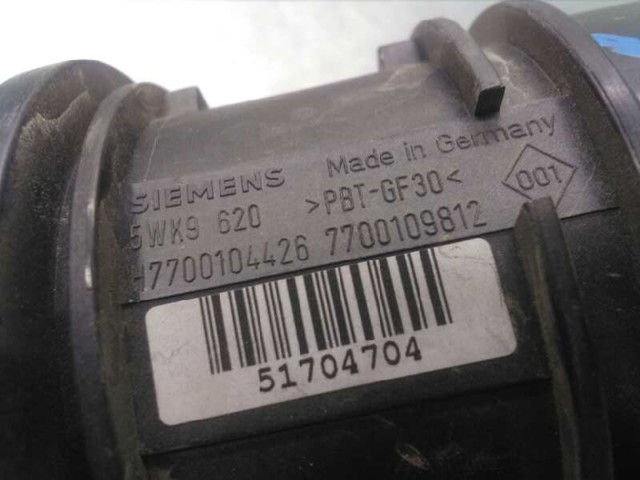 SIEMENS Made in Germany
5WK9 620 >PBT-GF30< 001
H7700104426 7700109812
51704704